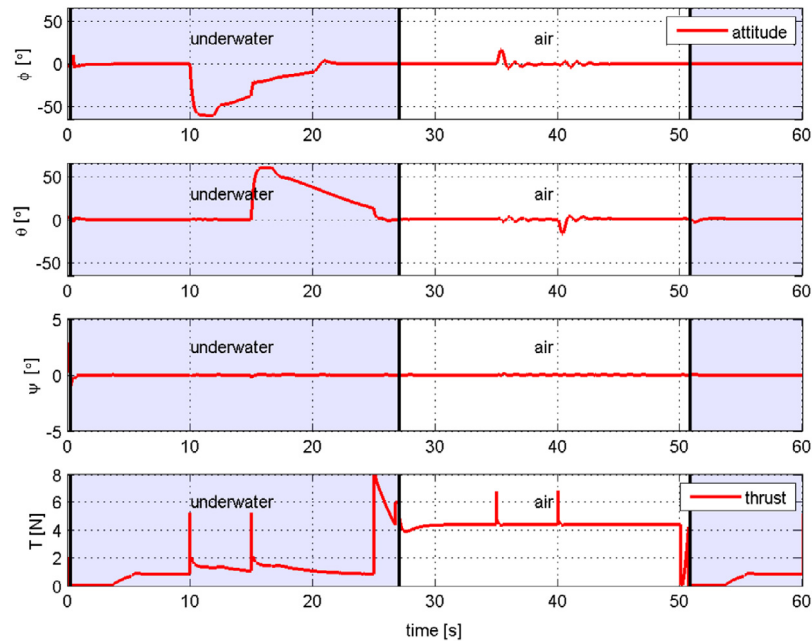 underwater air attitude
ϕ [°]
50
0
-50
0 10 20 30 40 50 60
underwater air
θ [°]
50
0
-50
0 10 20 30 40 50 60
underwater air
ψ [°]
5
0
-5
0 10 20 30 40 50 60
underwater air thrust
T [N]
8
6
4
2
0
0 10 20 30 40 50 60
time [s]